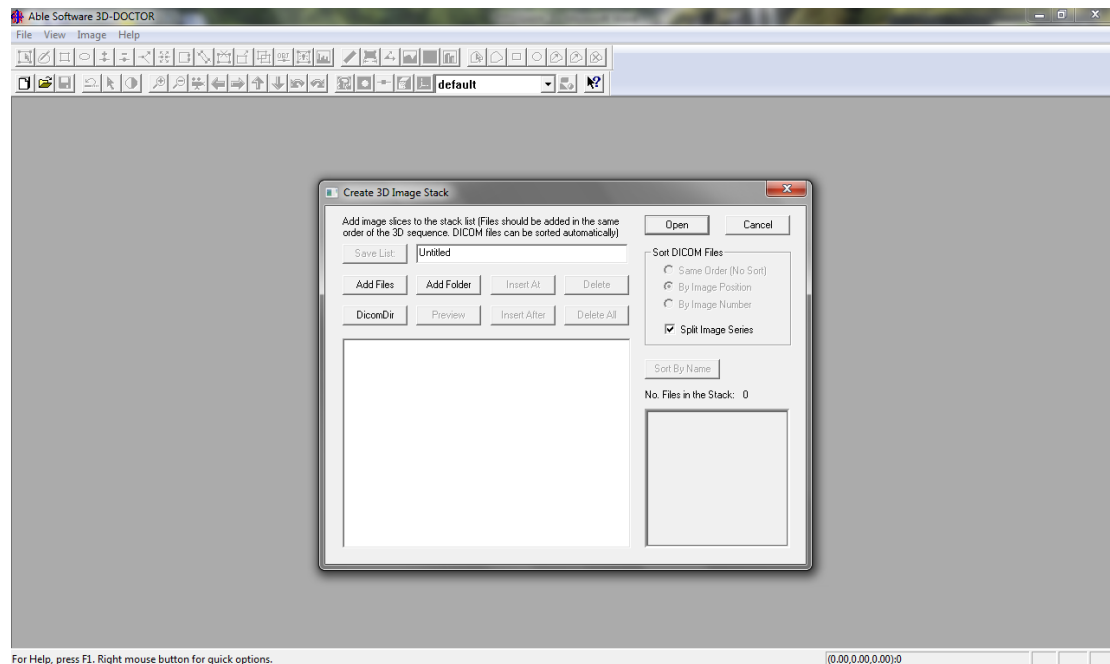 Able Software 3D-DOCTOR
File View Image Help
default
Create 3D Image Stack
Add image slices to the stack list (Files should be added in the same
order of the 3D sequence. DICOM files can be sorted automatically)
Open Cancel
Save List: Untitled
Sort DICOM Files
Same Order (No Sort)
By Image Position
By Image Number
Split Image Series
Add Files Add Folder Insert At Delete
DicomDir Preview Insert After Delete All
Sort By Name
No. Files in the Stack: 0
For Help, press F1. Right mouse button for quick options. (0.00,0.00,0.00):0